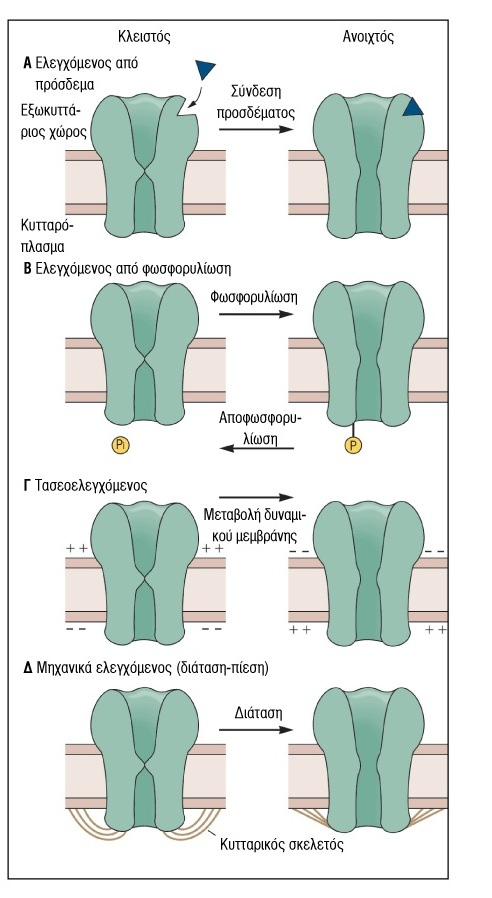 Κλειστός
Ανοιχτός
Α Ελεγχόμενος από
πρόσδεμα
Εξωκυττά-
ριος χώρος
Σύνδεση
προσδέματος
Κυτταρό-
πλασμα
Β Ελεγχόμενος από φωσφορυλίωση
Φωσφορυλίωση
Αποφωσφορυ-
λίωση
Pi
P
Γ Τασεοελεγχόμενος
Μεταβολή δυναμι-
κού μεμβράνης
++
++
– –
– –
– –
– –
++
++
Δ Μηχανικά ελεγχόμενος (διάταση-πίεση)
Διάταση
Κυτταρικός σκελετός